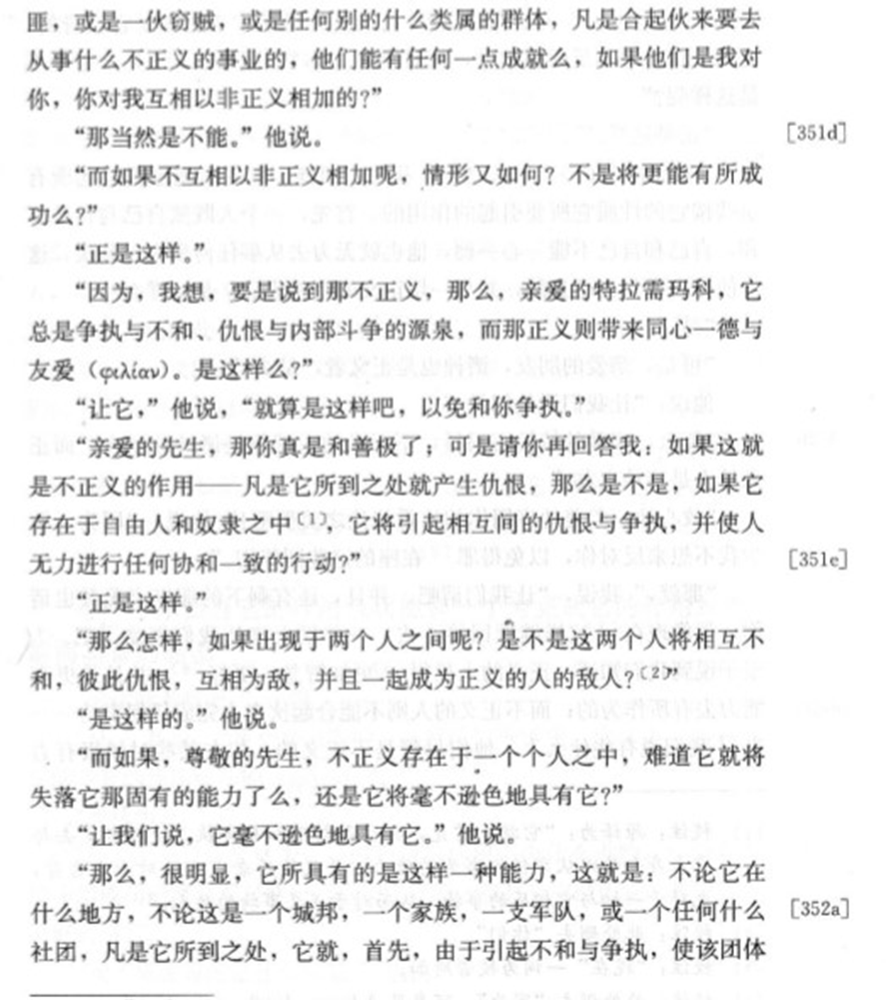 匪，或是一伙窃贼，或是任何别的什么类属的群体，凡是合起伙来要去
从事什么不正义的事业的，他们能有任何一点成就么，如果他们是我对
你，你对我互相以非正义相加的？”
“那当然是不能。”他说。 [351d]
“而如果不互相以非正义相加呢，情形又如何？不是将更能有所成
功么？”
“正是这样。”
“因为，我想，要是说到那不正义，那么，亲爱的特拉需玛科，它
总是争执与不和、仇恨与内部斗争的源泉，而那正义则带来同心一德与
友爱（φιλίαν）。是这样么？”
“让它，”他说，“就算是这样吧，以免和你争执。”
“亲爱的先生，那你真是和善极了；可是请你再回答我：如果这就
是不正义的作用——凡是它所到之处就产生仇恨，那么是不是，如果它
存在于自由人和奴隶之中〔1〕，它将引起相互间的仇恨与争执，并使人
无力进行任何协和一致的行动？” [351e]
“正是这样。”
“那么怎样，如果出现于两个人之间呢？是不是这两个人将相互不
和，彼此仇恨，互相为敌，并且一起成为正义的人的敌人？〔2〕”
“是这样的。”他说。
“而如果，尊敬的先生，不正义存在于一个个人之中，难道它就将
失落它那固有的能力了么，还是它将毫不逊色地具有它？”
“让我们说，它毫不逊色地具有它。”他说。
“那么，很明显，它所具有的是这样一种能力，这就是：不论它在
什么地方，不论这是一个城邦，一个家族，一支军队，或一个任何什么 [352a]
社团，凡是它所到之处，它就，首先，由于引起不和与争执，使该团体